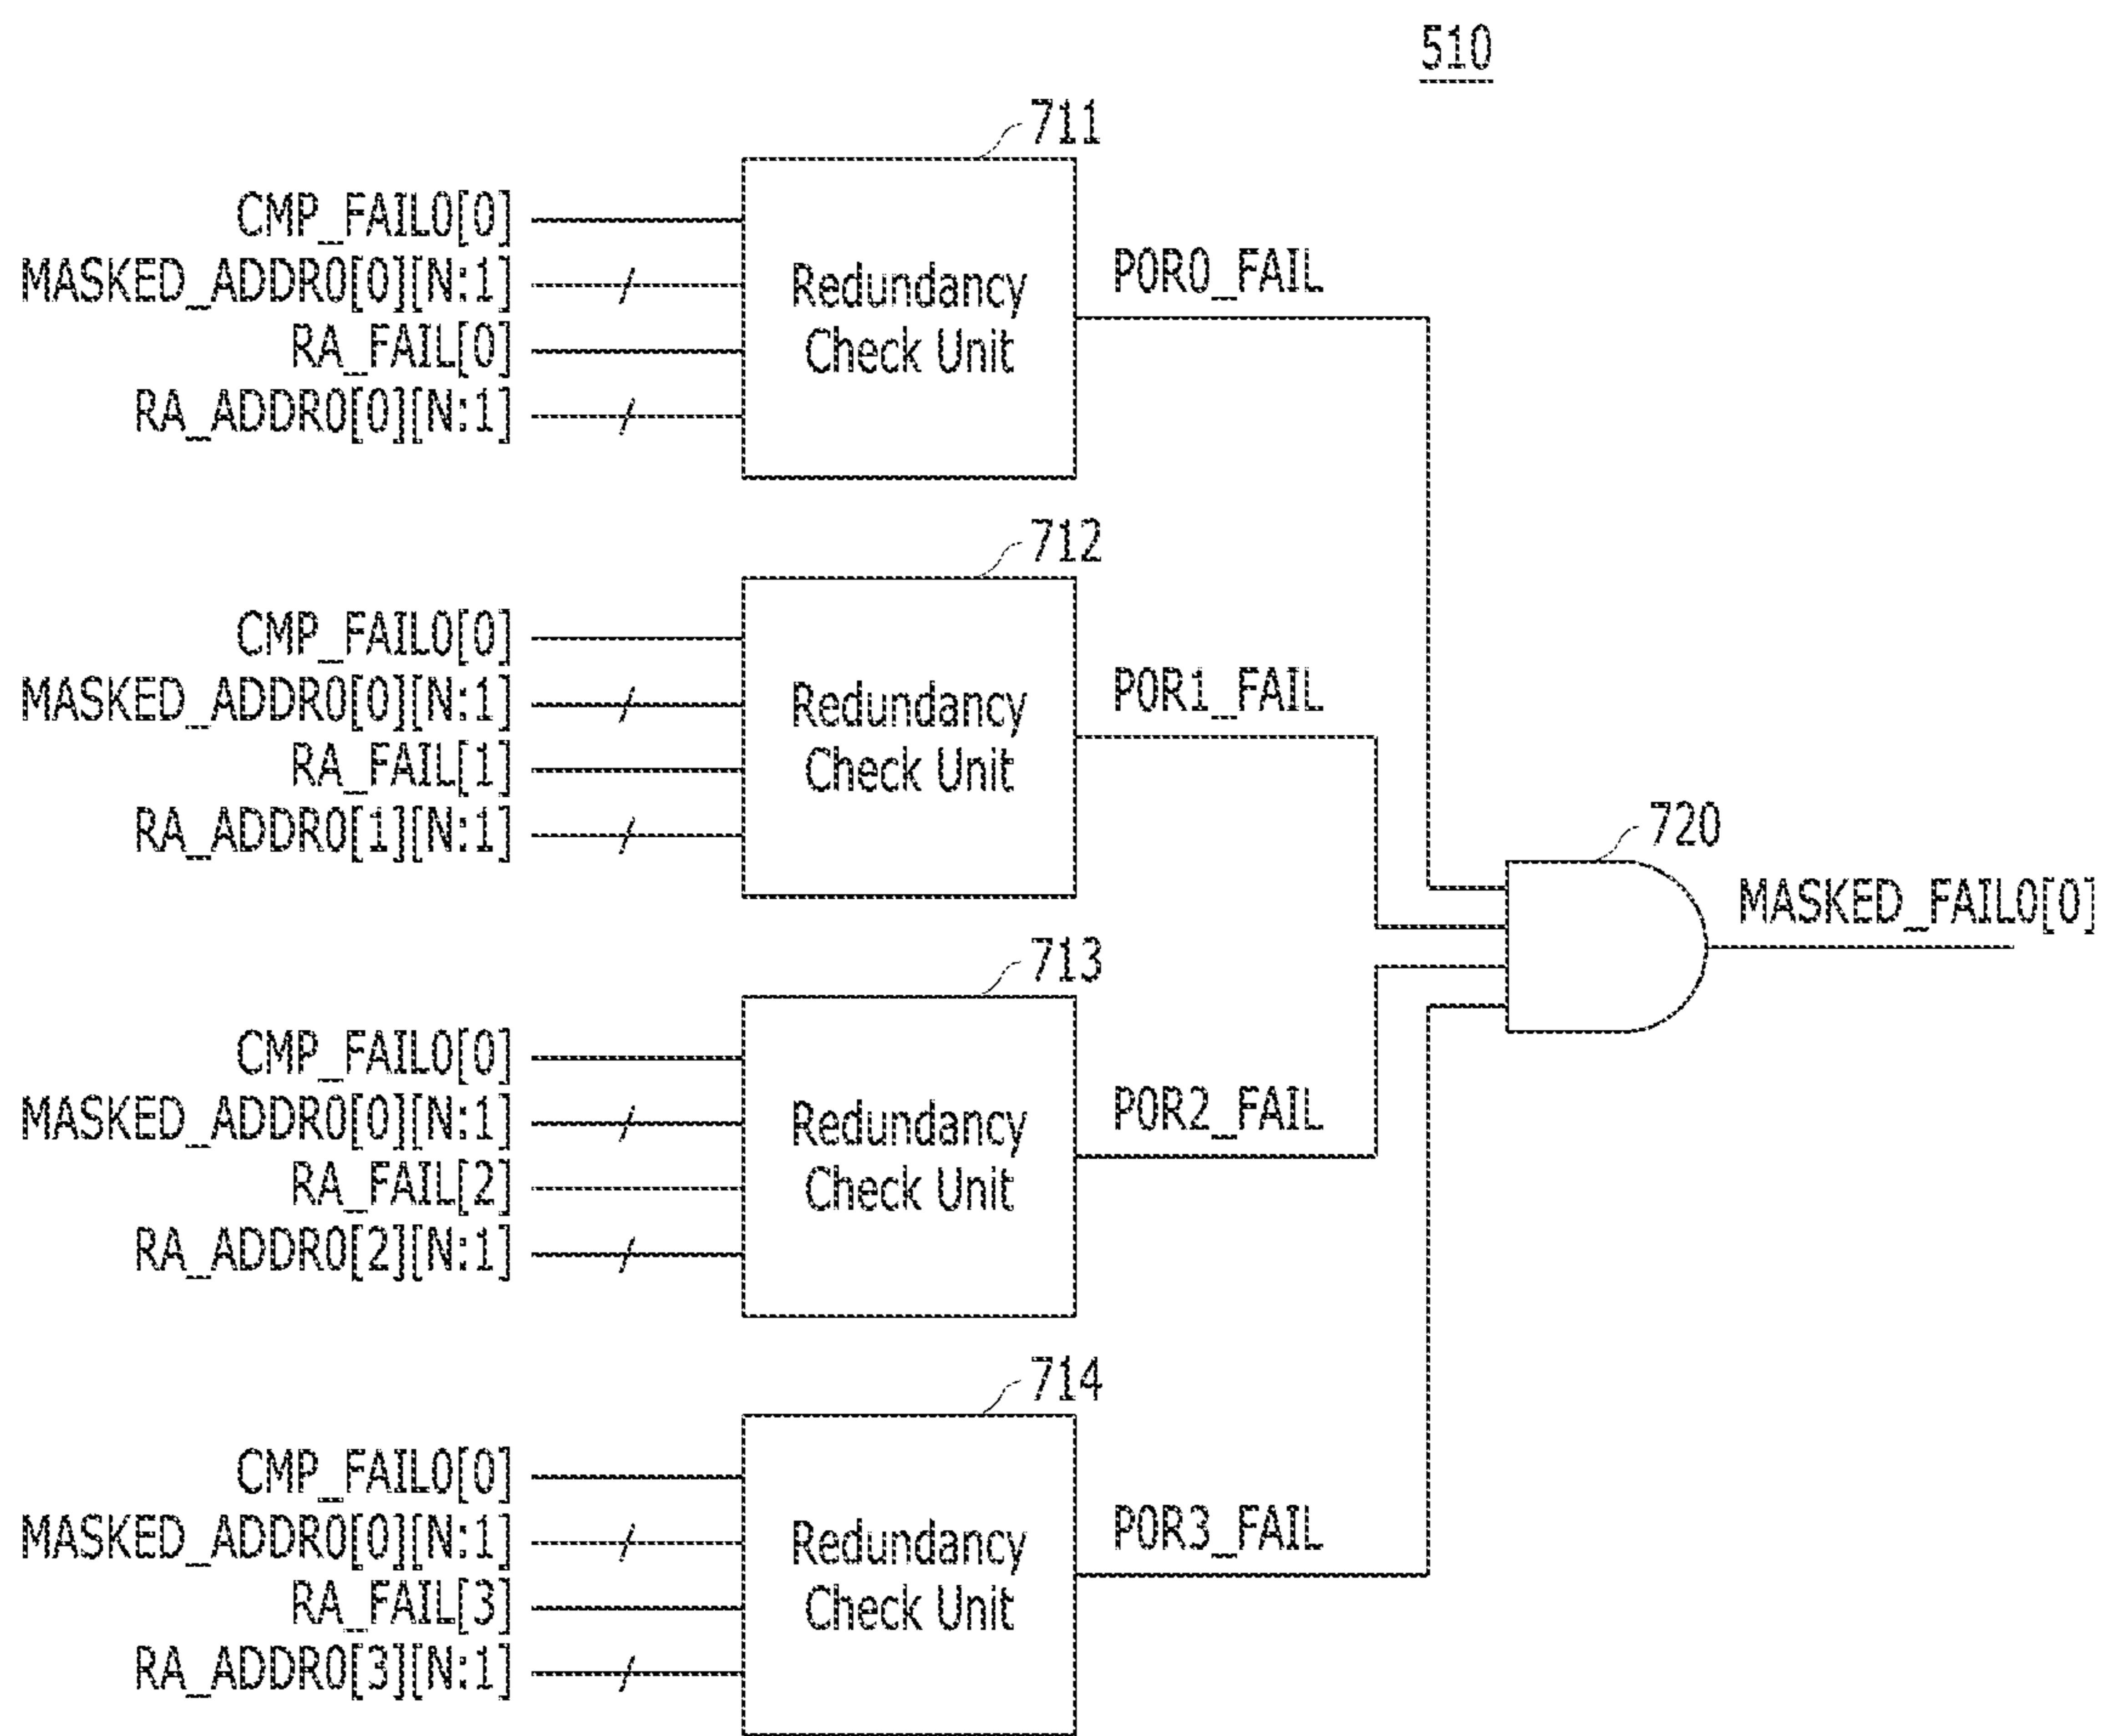 510
711
CMP_FAIL0[0]
MASKED_ADDR0[0][N:1]
RA_FAIL[0]
RA_ADDR0[0][N:1]
Redundancy
Check Unit
POR0_FAIL
712
CMP_FAIL0[0]
MASKED_ADDR0[0][N:1]
RA_FAIL[1]
RA_ADDR0[1][N:1]
Redundancy
Check Unit
POR1_FAIL
720
MASKED_FAIL0[0]
713
CMP_FAIL0[0]
MASKED_ADDR0[0][N:1]
RA_FAIL[2]
RA_ADDR0[2][N:1]
Redundancy
Check Unit
POR2_FAIL
714
CMP_FAIL0[0]
MASKED_ADDR0[0][N:1]
RA_FAIL[3]
RA_ADDR0[3][N:1]
Redundancy
Check Unit
POR3_FAIL